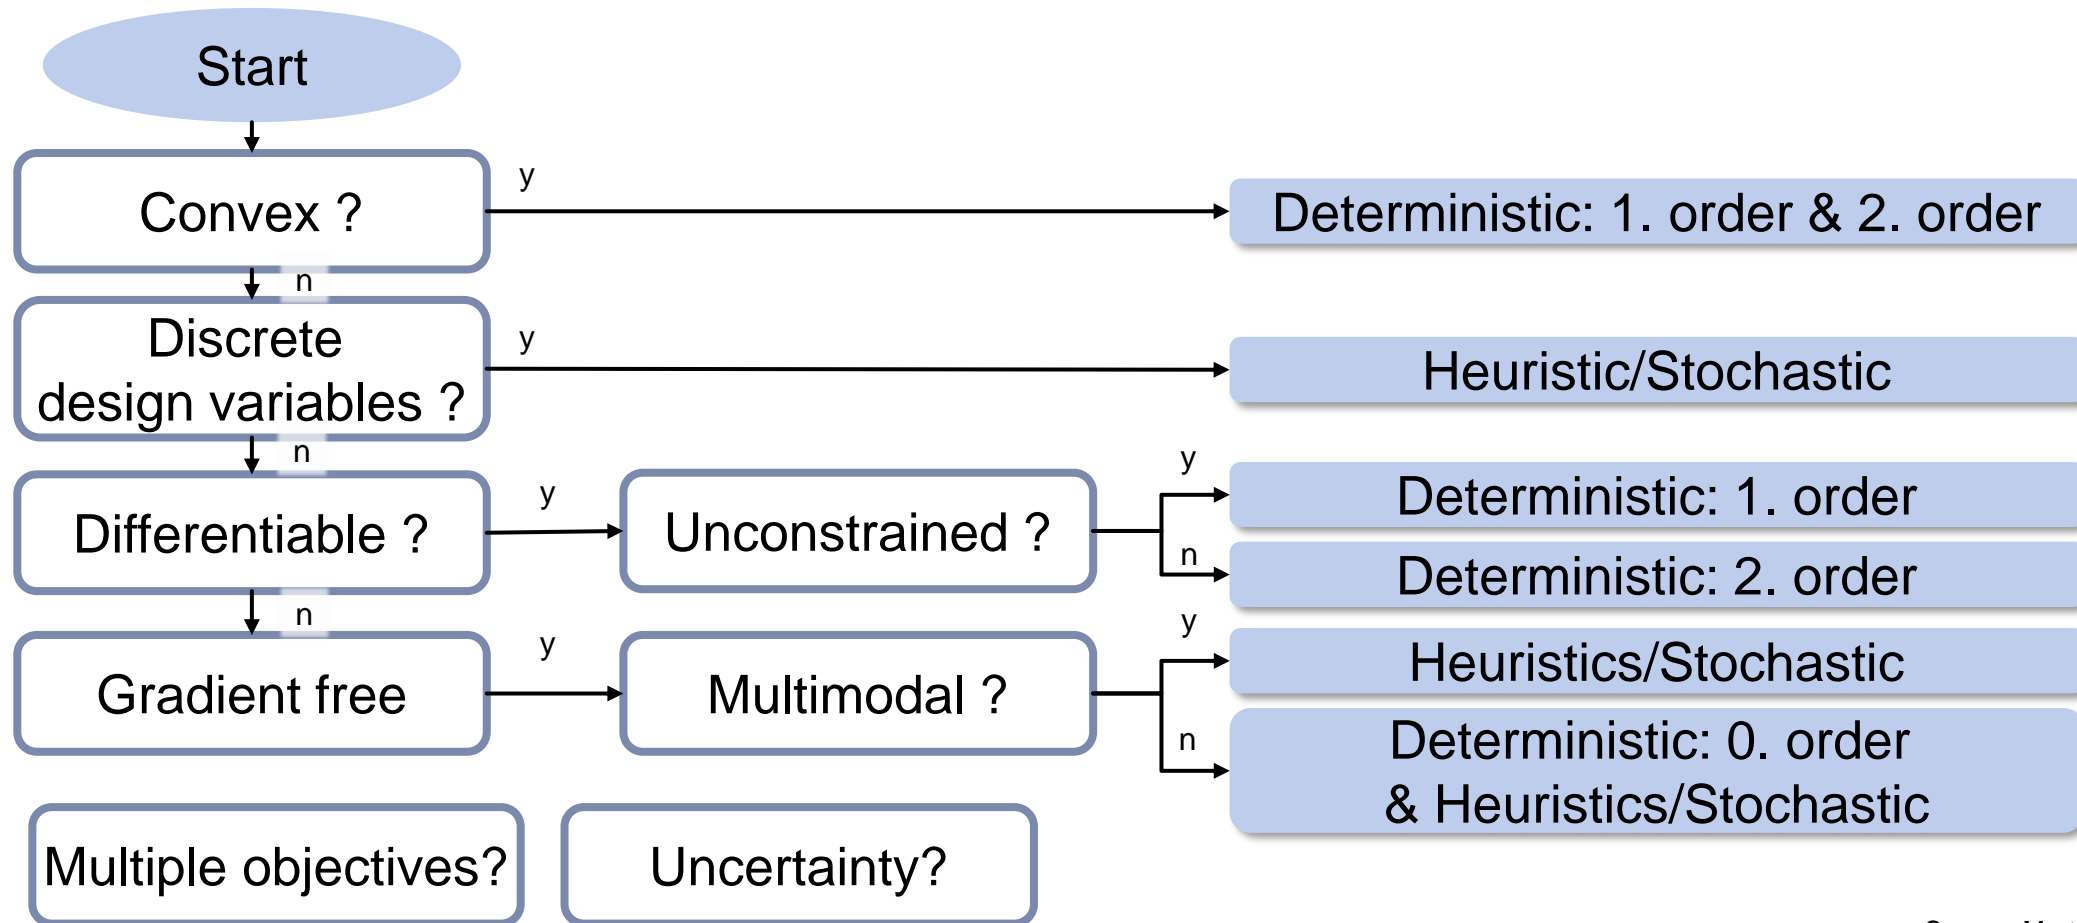 Start
Convex ?
y
Deterministic: 1. order & 2. order
n
Discrete
design variables ?
y
Heuristic/Stochastic
n
Differentiable ?
y
Unconstrained ?
y
Deterministic: 1. order
n
Deterministic: 2. order
n
Gradient free
y
Multimodal ?
y
Heuristics/Stochastic
n
Deterministic: 0. order
& Heuristics/Stochastic
Multiple objectives?
Uncertainty?